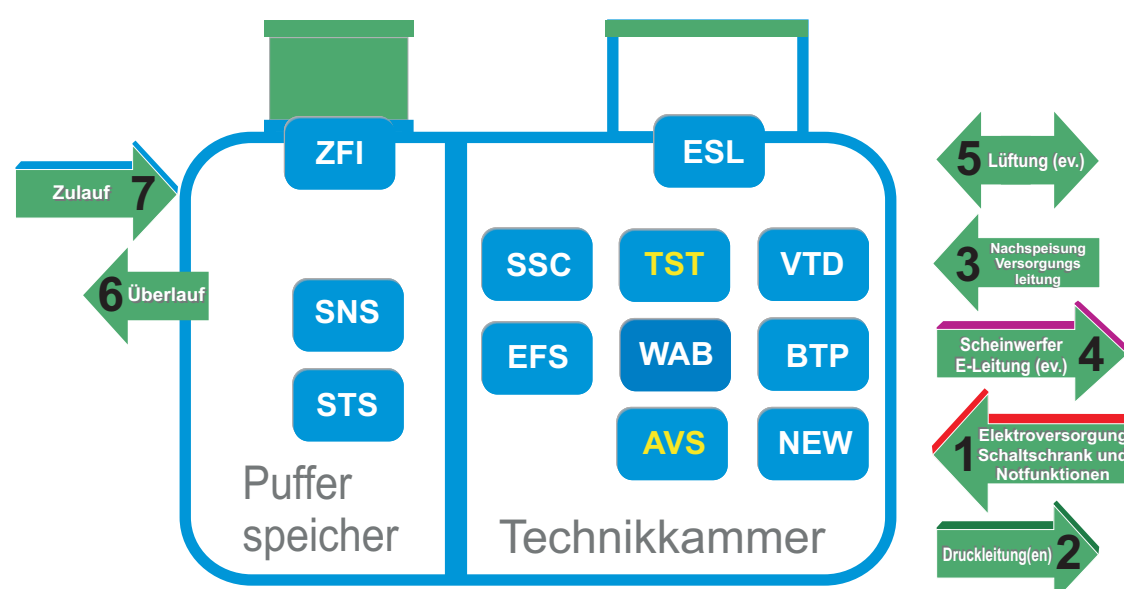 ZFI
ESL
Zulauf 7
5 Lüftung (ev.)
SSC
TST
VTD
3 Nachspeisung
Versorgungs
leitung
6 Überlauf
SNS
EFS
WAB
BTP
Scheinwerfer
E-Leitung (ev.) 4
STS
AVS
NEW
1 Elektroversorgung
Schaltschrank und
Notfunktionen
Puffer
speicher
Technikkammer
Druckleitung(en) 2